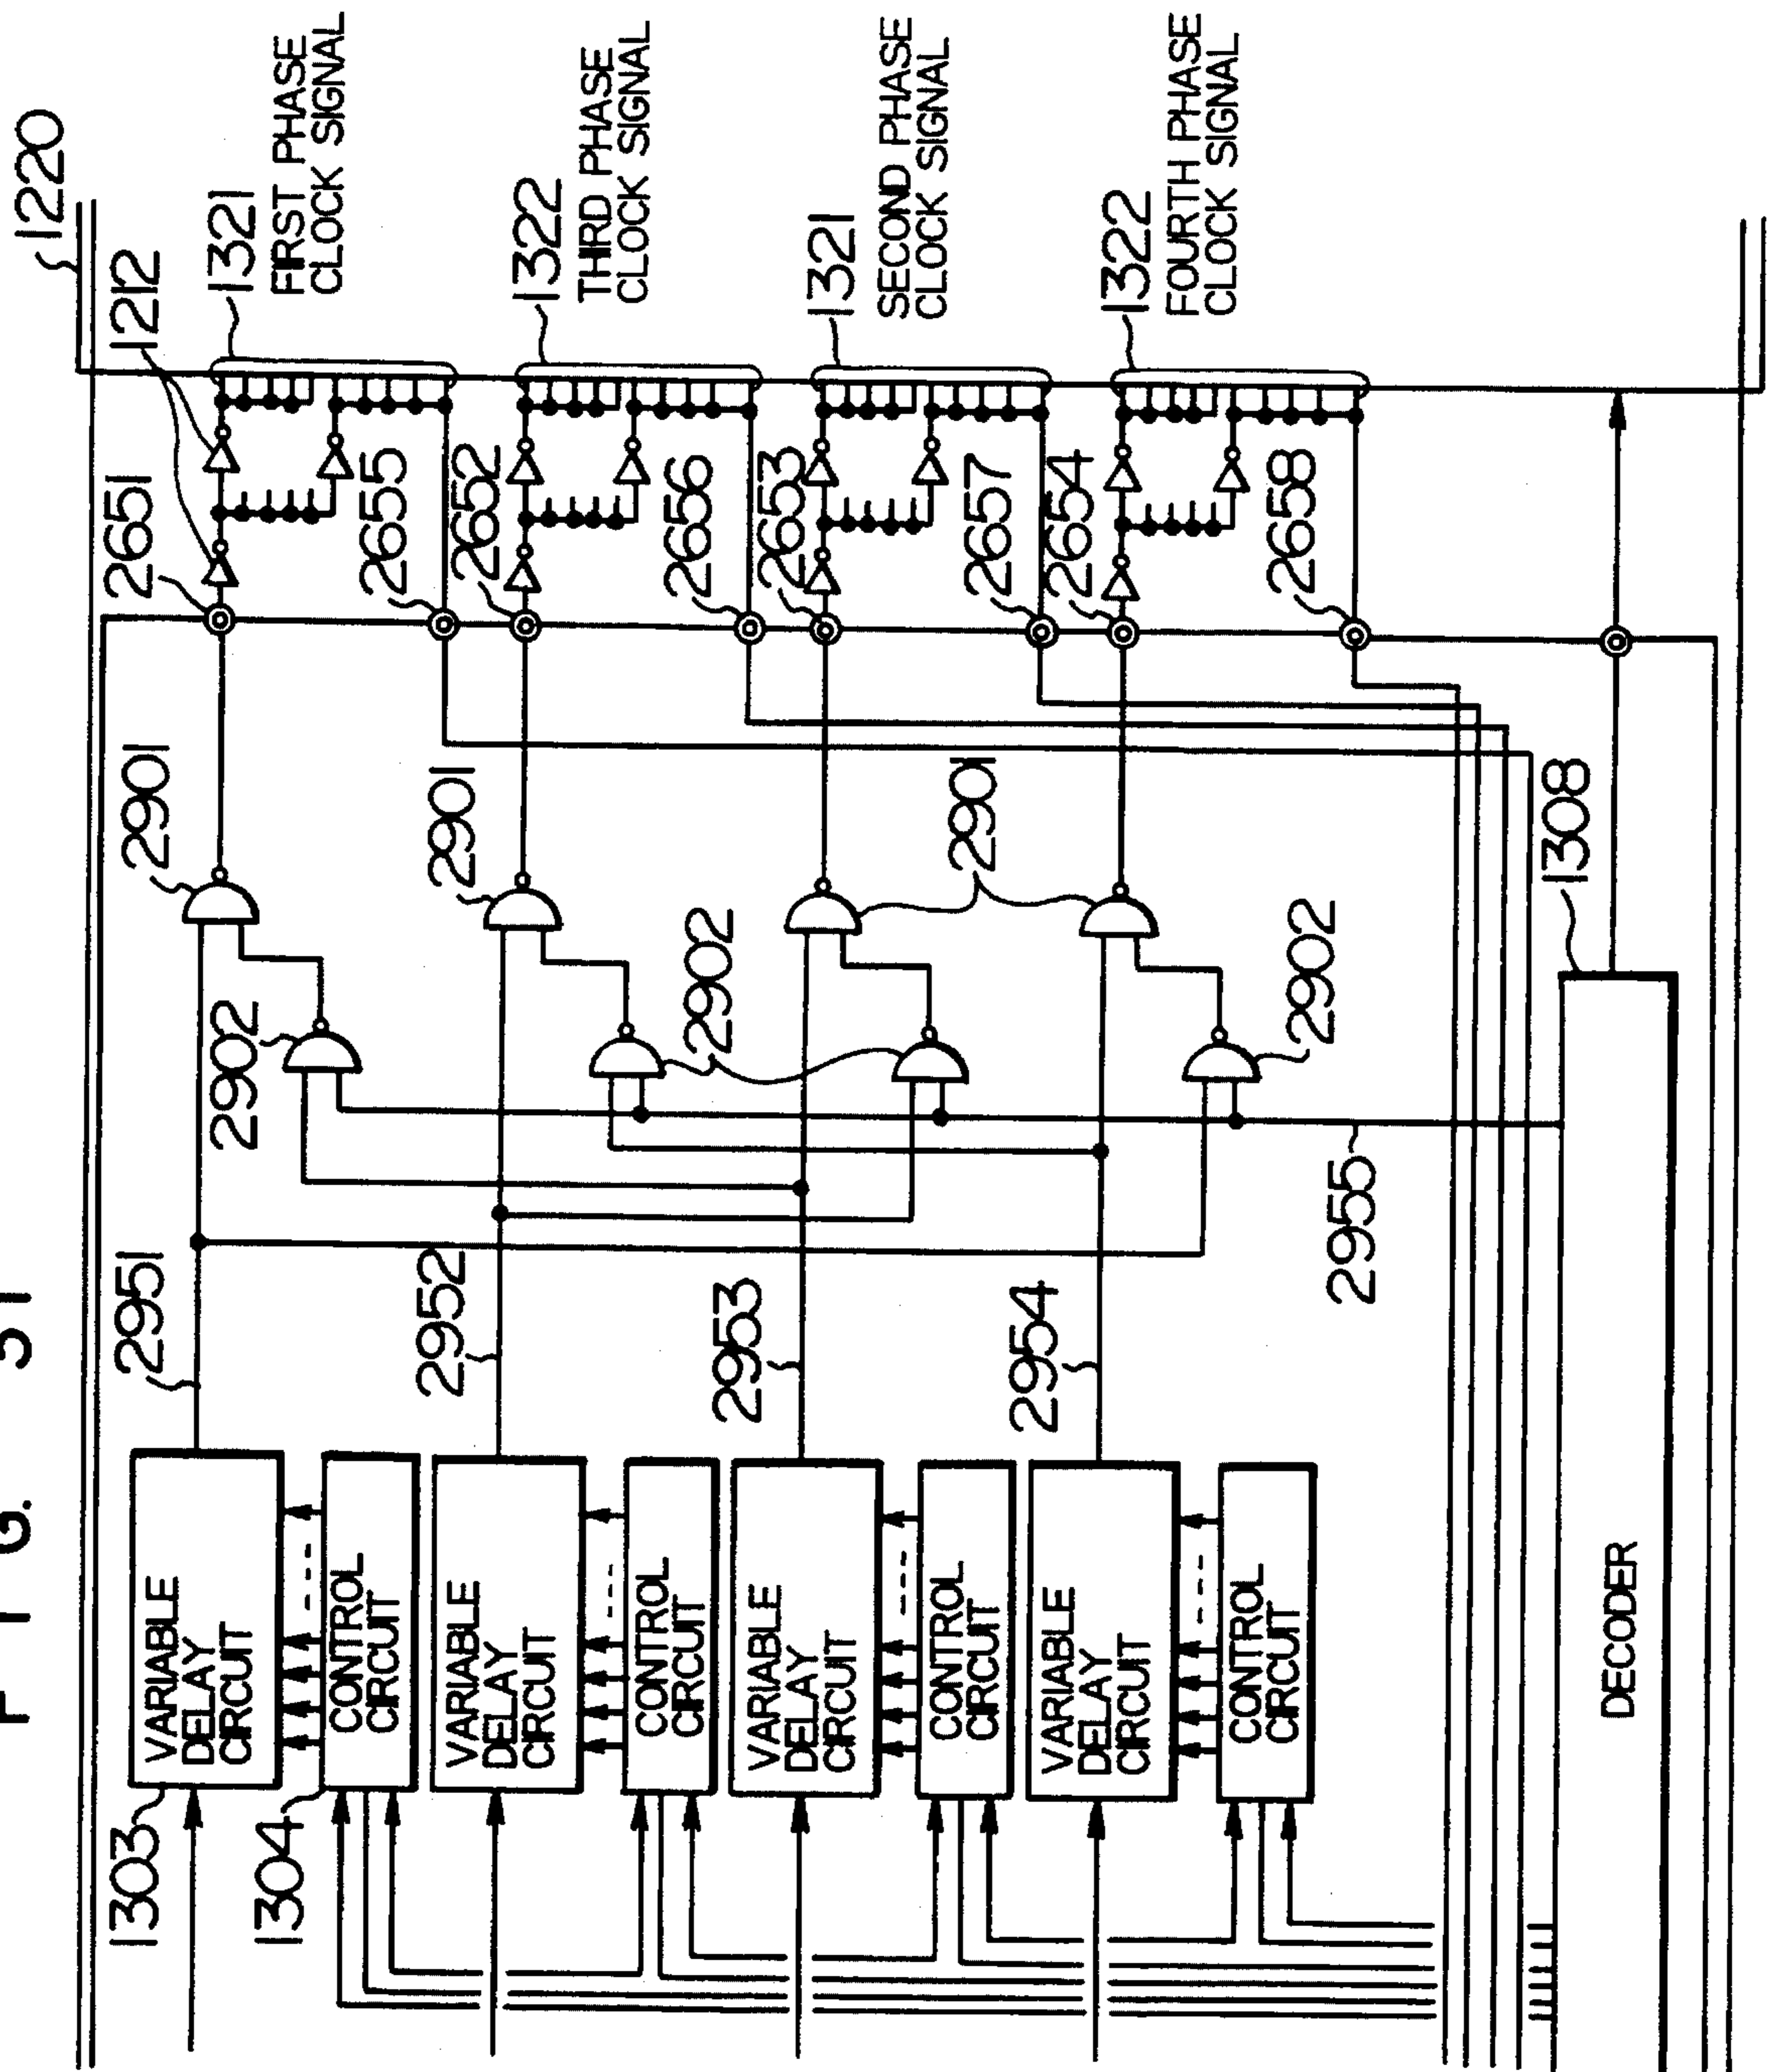 F I G.
1220
1212
1321
FIRST PHASE
CLOCK SIGNAL
1322
THIRD PHASE
CLOCK SIGNAL
1321
SECOND PHASE
CLOCK SIGNAL
1322
FOURTH PHASE
CLOCK SIGNAL
2651
2655
2652
2656
2653
2657
2654
2658
2901
2901
2901
1308
2902
2902
2902
2951
2952
2953
2954
2955
1303
VARIABLE
DELAY
CIRCUIT
1304
CONTROL
CIRCUIT
VARIABLE
DELAY
CIRCUIT
CONTROL
CIRCUIT
VARIABLE
DELAY
CIRCUIT
CONTROL
CIRCUIT
VARIABLE
DELAY
CIRCUIT
CONTROL
CIRCUIT
DECODER